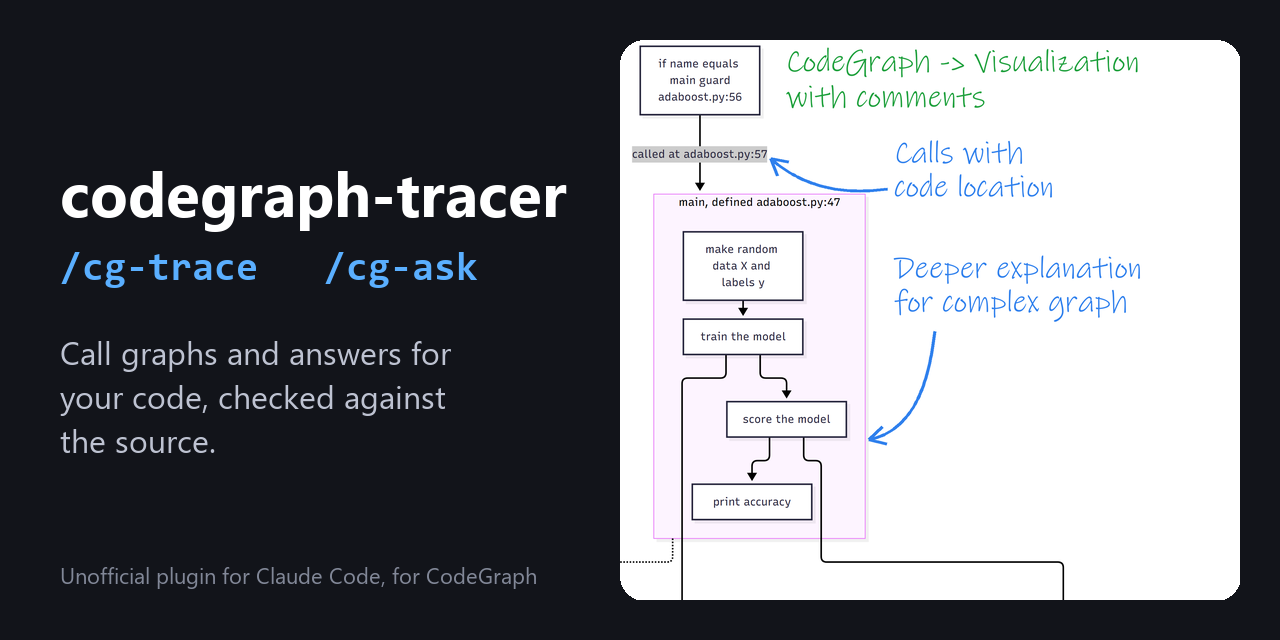 codegraph-tracer
/cg-trace /cg-ask
Call graphs and answers for
your code, checked against
the source.
Unofficial plugin for Claude Code, for CodeGraph
if name equals
main guard
adaboost.py:56
CodeGraph -> Visualization
with comments
called at adaboost.py:57
Calls with
code location
main, defined adaboost.py:47
make random
data X and
labels y
Deeper explanation
for complex graph
train the model
score the model
print accuracy